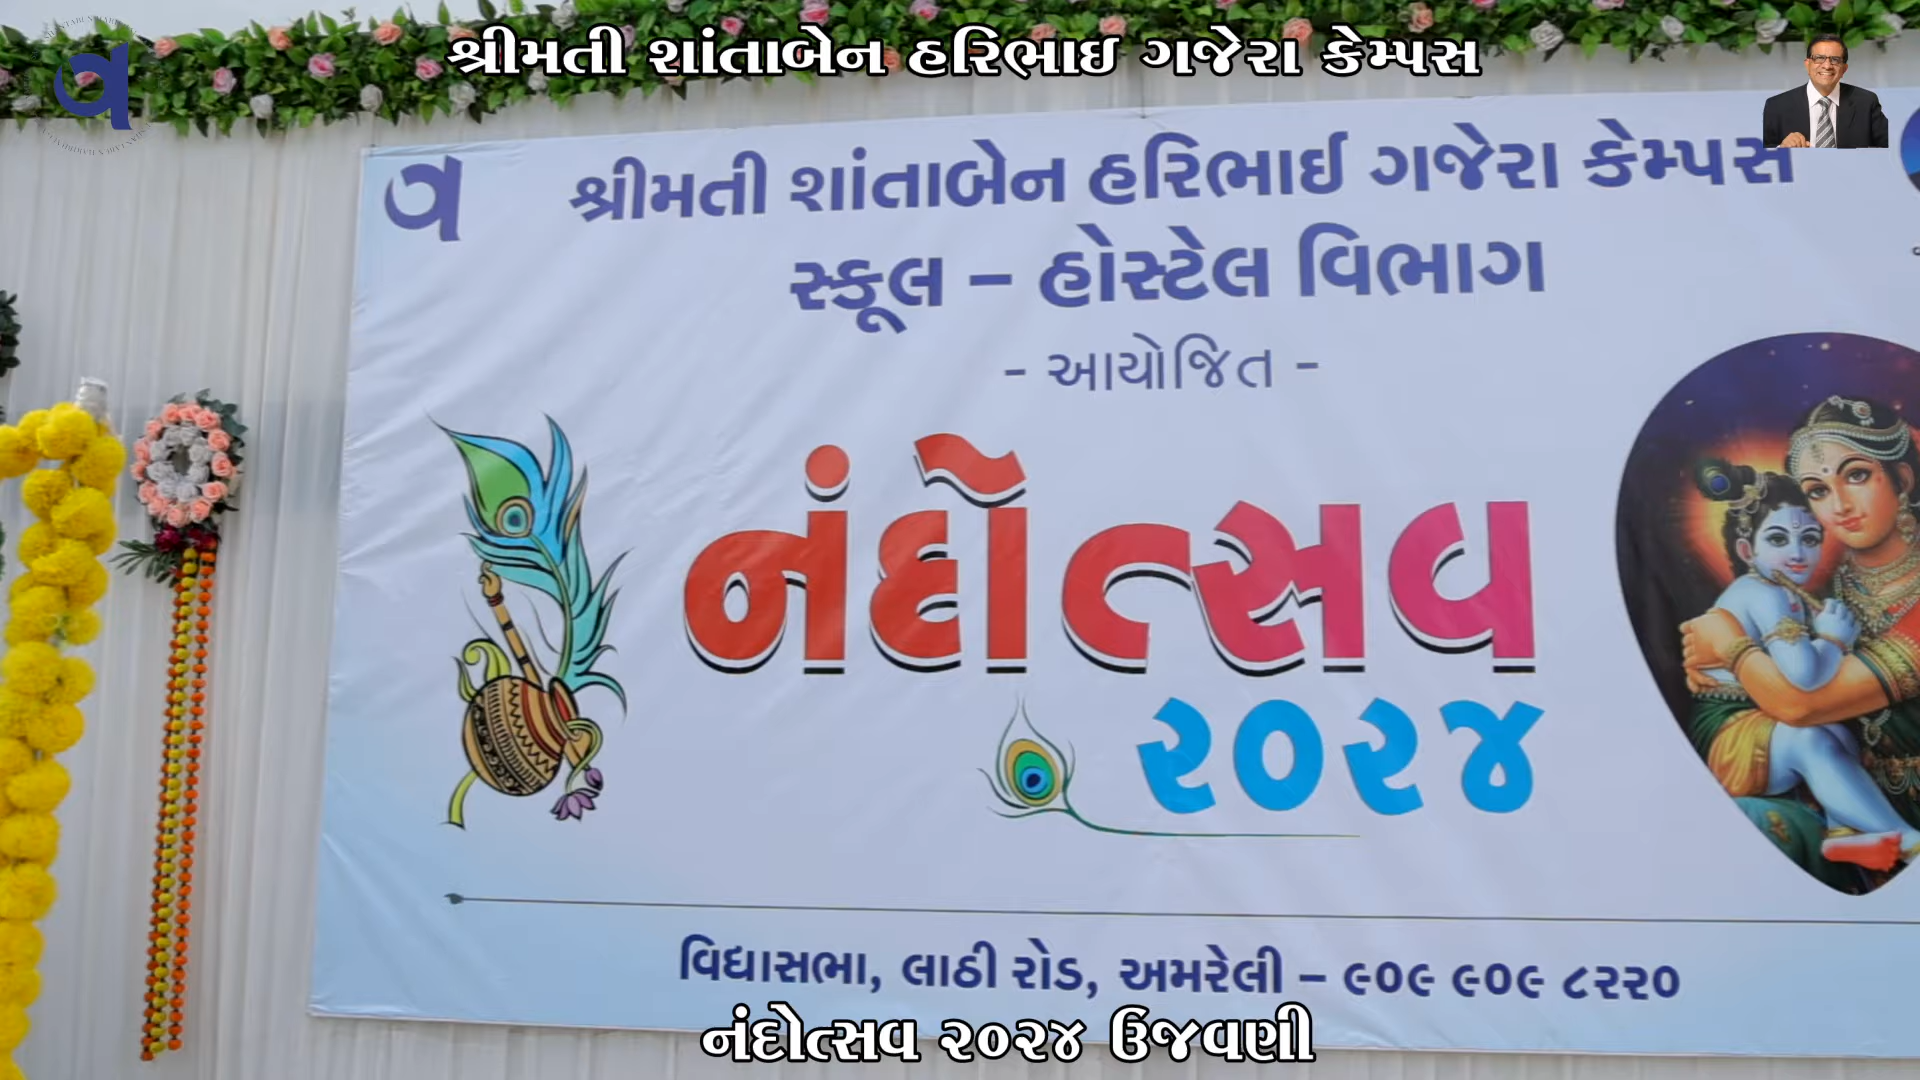 શ્રીમતી શાંતાબેન હરિભાઇ ગજેરા કેમ્પસ
શ્રીમતી શાંતાબેન હરિભાઈ ગજેરા કેમ્પસ
સ્કૂલ – હોસ્ટેલ વિભાગ
- આયોજિત -
નંદોત્સવ
૨૦૨૪
વિદ્યાસભા, લાઠી રોડ, અમરેલી – ૯૦૯ ૯૦૯ ૮૨૨૦
નંદોત્સવ ૨૦૨૪ ઉજવણી